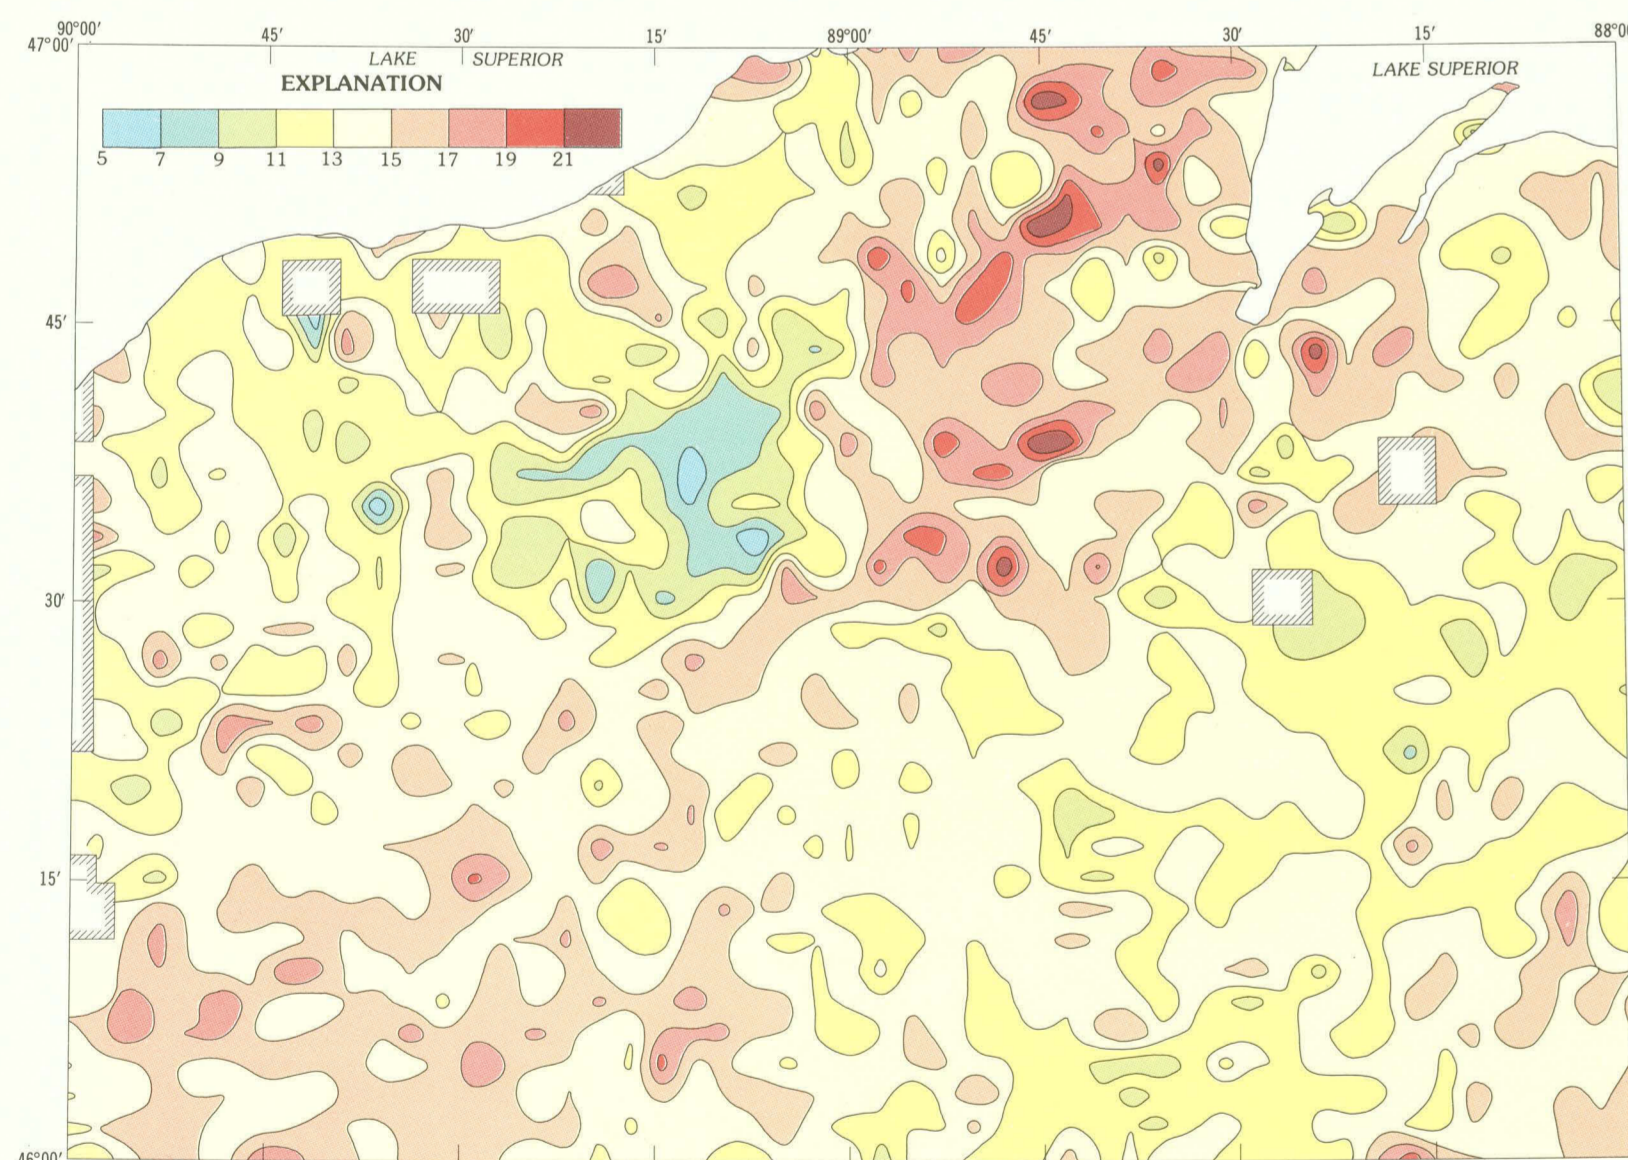 90°00′ 45′ 30′ 15′ 89°00′ 45′ 30′ 15′ 88°0
47°00′
LAKE SUPERIOR
LAKE SUPERIOR
EXPLANATION
5 7 9 11 13 15 17 19 21
45′
30′
15′
46°00′